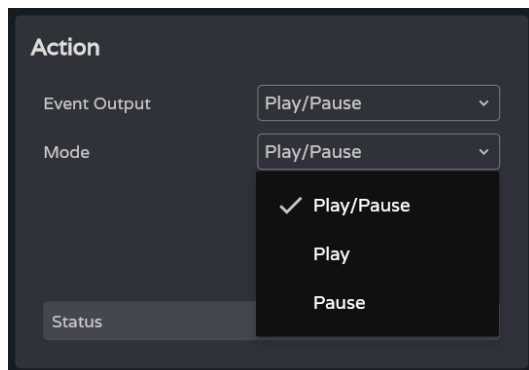 Action
Event Output
Play/Pause
Mode
Play/Pause
Play/Pause
Play
Pause
Status